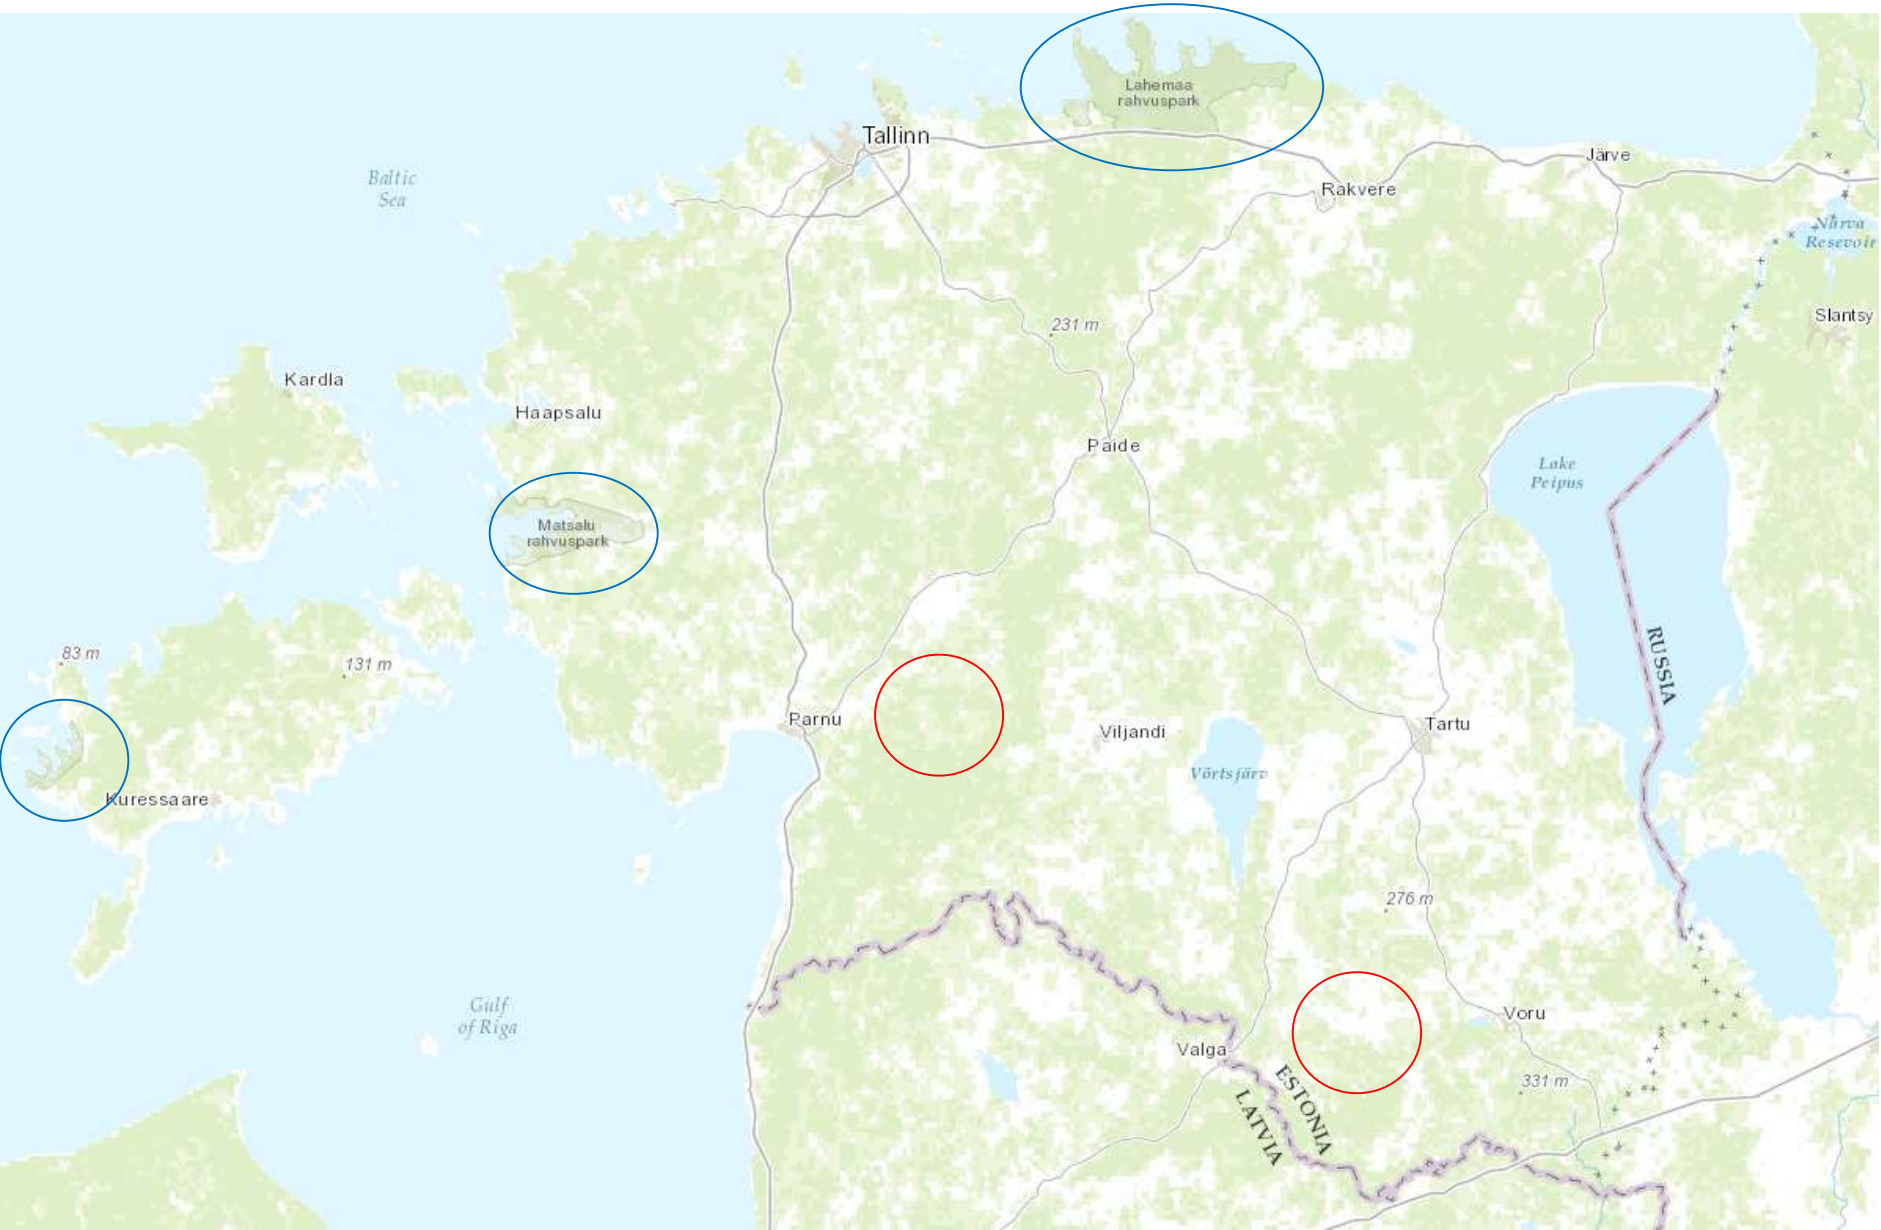 Lahemaa
rahvuspark
Tallinn
Järve
Baltic
Sea
Rakvere
Narva
Resevoir
Slantsy
231 m
Kardla
Haapsalu
Paide
Lake
Peipus
Matsalu
rahvuspark
83 m
131 m
RUSSIA
Parnu
Viljandi
Tartu
Võrtsjärv
Kuressaare
276 m
Gulf
of Riga
Voru
Valga
331 m
ESTONIA
LATVIA